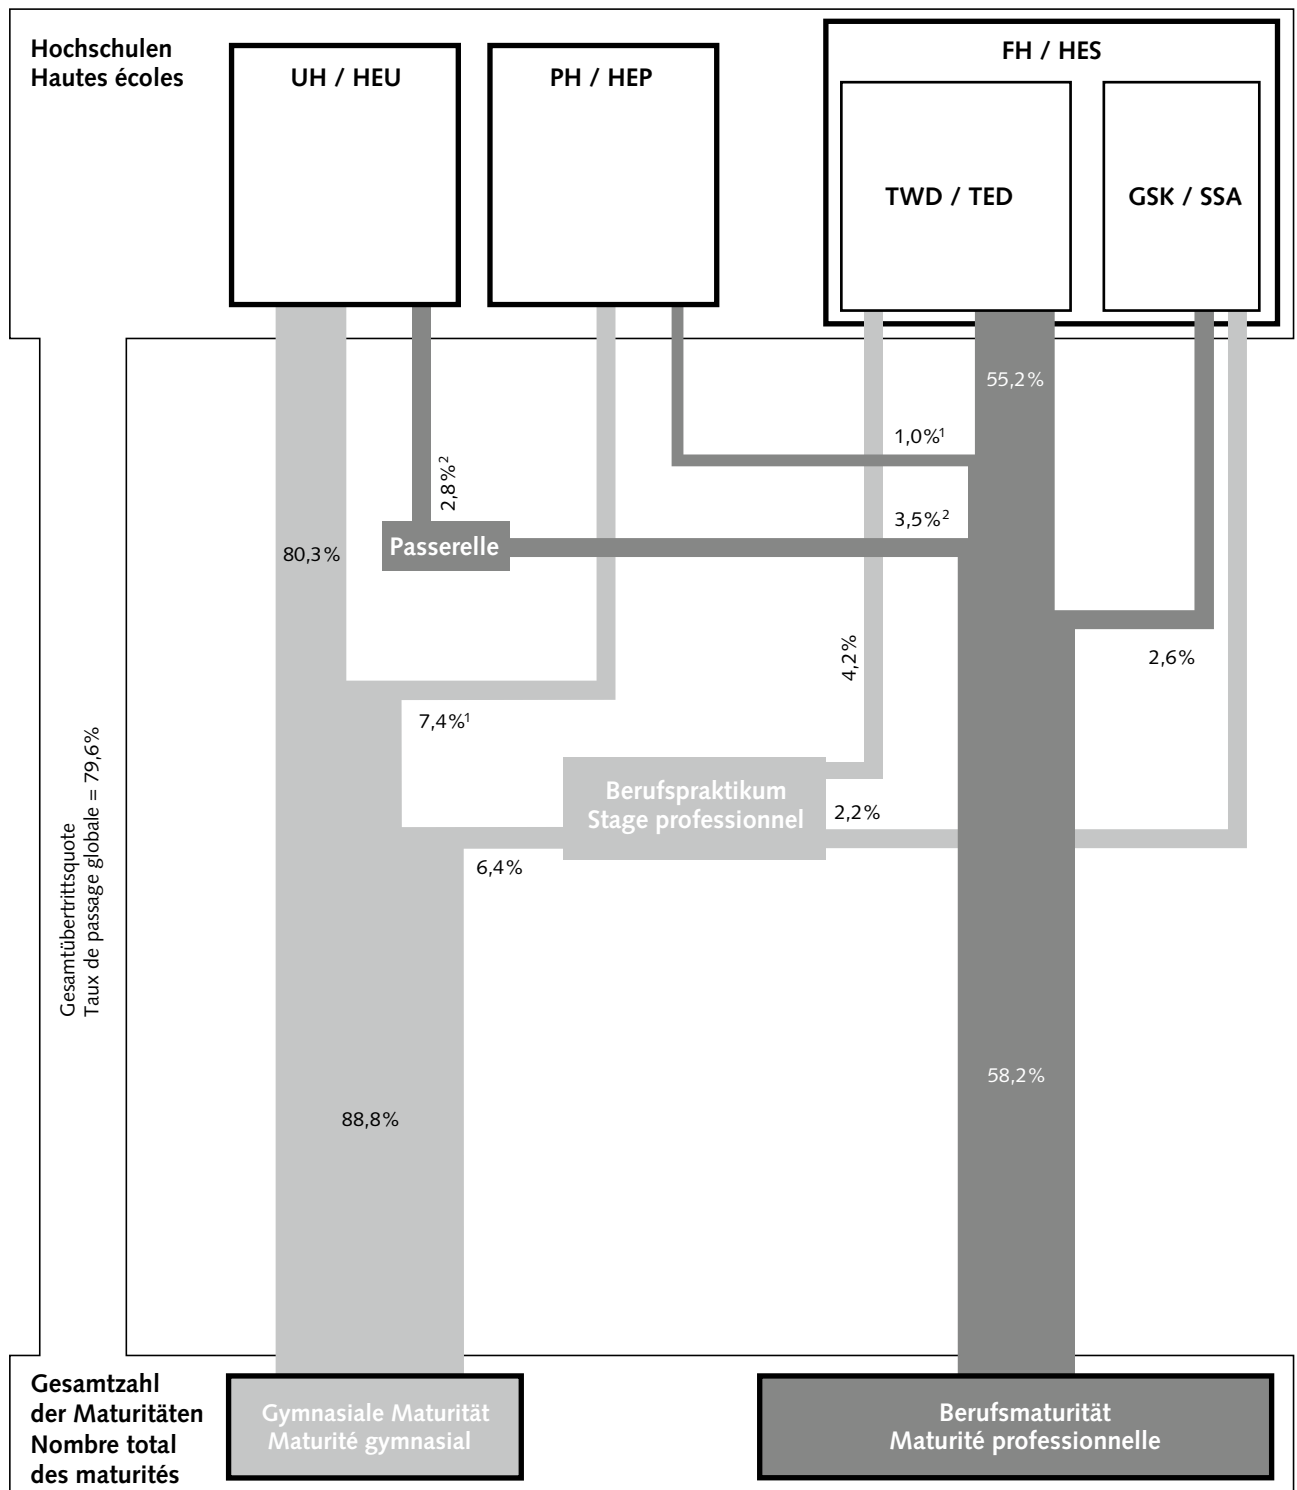 Hochschulen
Hautes écoles
UH / HEU
PH / HEP
FH / HES
TWD / TED
GSK / SSA
55,2%
1,0%¹
2,8%²
3,5%²
Passerelle
80,3%
4,2%
2,6%
7,4%¹
Berufspraktikum
Stage professionnel
2,2%
6,4%
Gesamtübertrittsquote
Taux de passage globale = 79,6%
58,2%
88,8%
Gesamtzahl
der Maturitäten
Nombre total
des maturités
Gymnasiale Maturität
Maturité gymnasial
Berufsmaturität
Maturité professionnelle